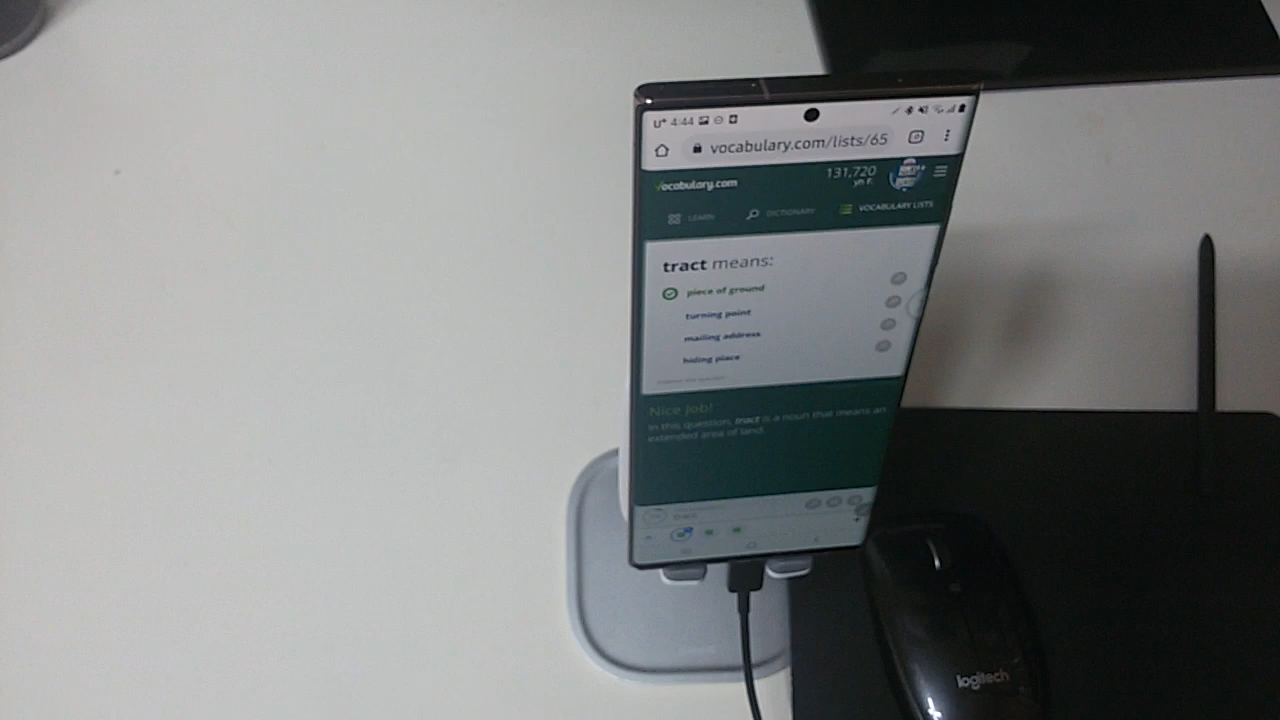 U+ 4:44
vocabulary.com/lists/65
vocabulary.com
131,720
yh F.
LEARN
DICTIONARY
VOCABULARY LISTS
tract means:
piece of ground
turning point
mailing address
hiding place
Nice Job!
In this question, tract is a noun that means an
extended area of land.
logitech